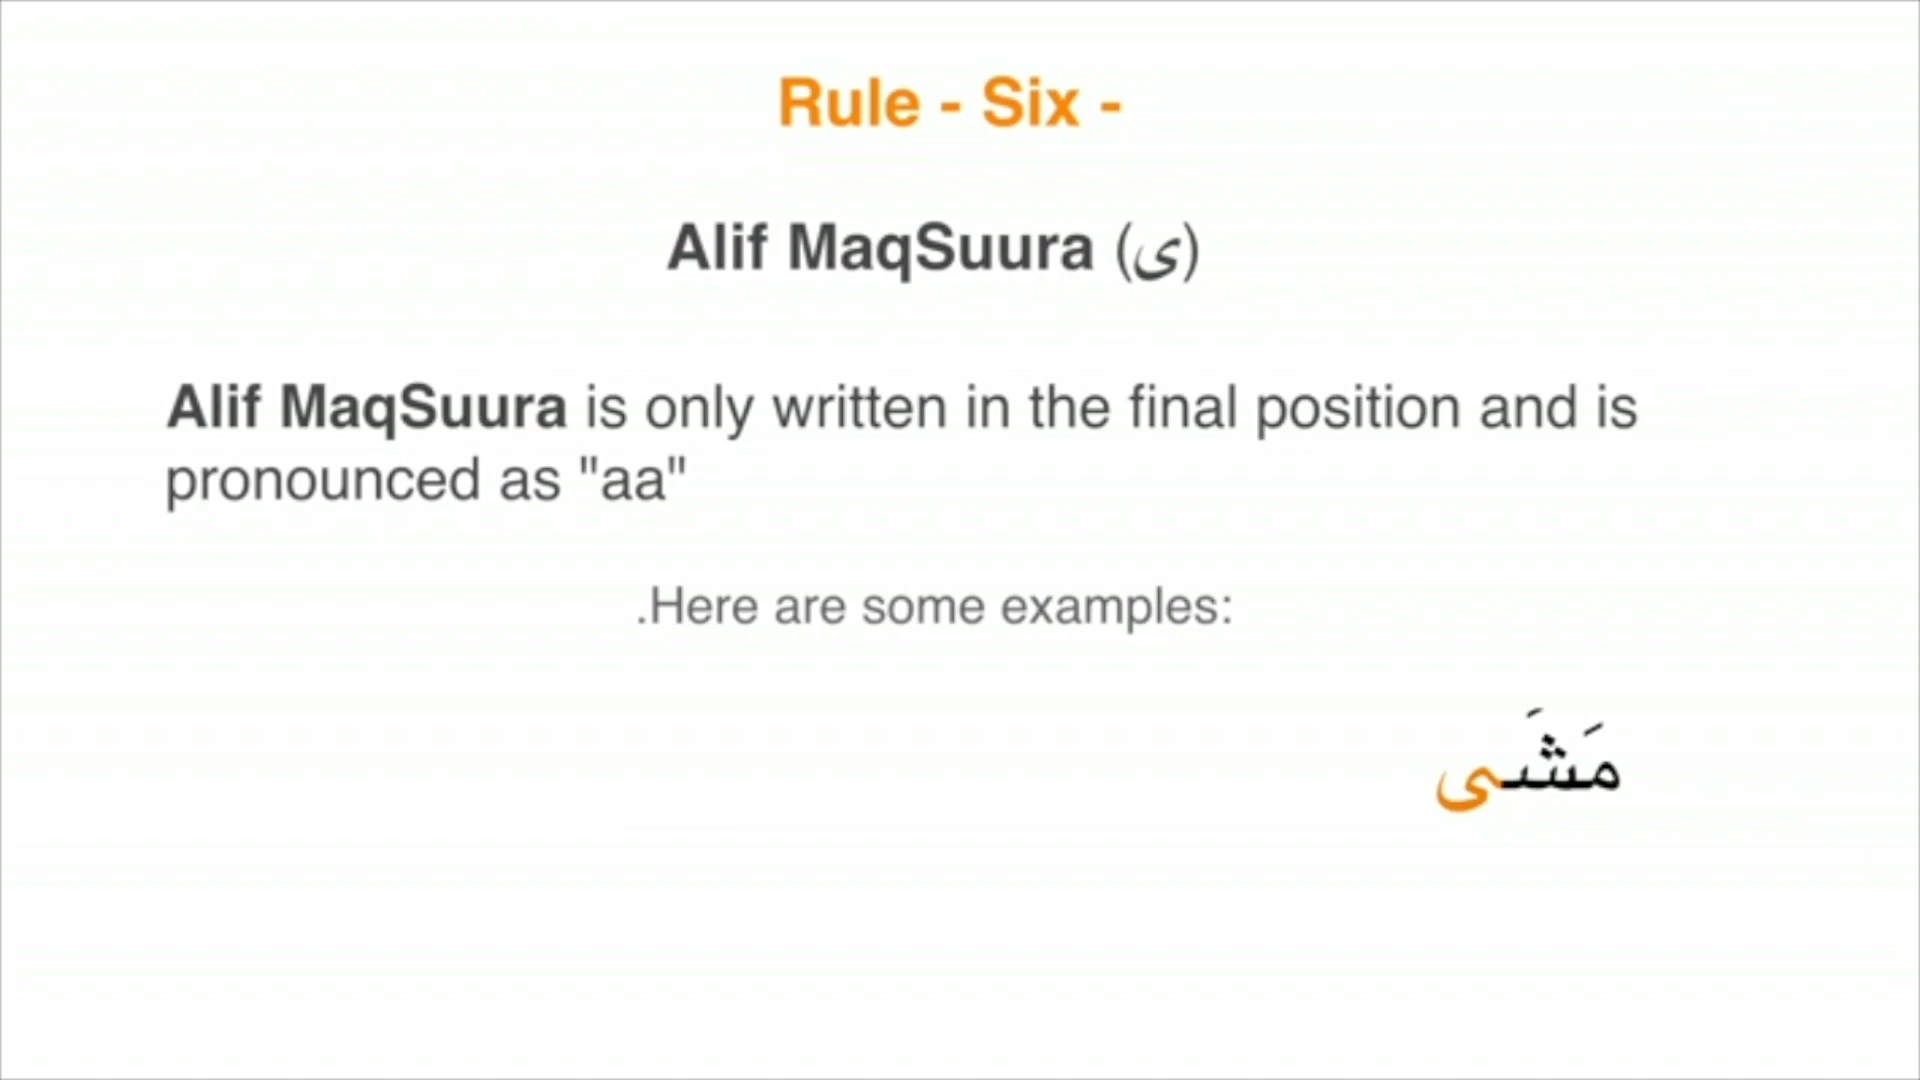 Rule - Six -
Alif MaqSuura (ى)
Alif MaqSuura is only written in the final position and is
pronounced as "aa"
.Here are some examples:
مَشَى